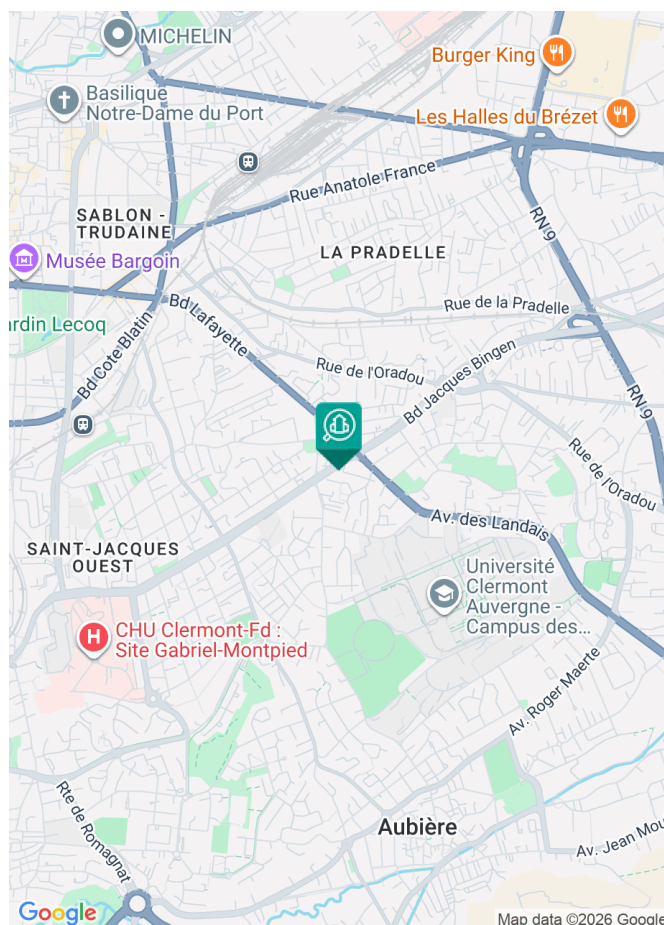 MICHELIN
Burger King
Basilique
Notre-Dame du Port
Les Halles du Brézet
Rue Anatole France
SABLON -
TRUDAINE
RN 9
LA PRADELLE
Musée Bargoin
Rue de la Pradelle
ardin Lecoq
Bd Lafayette
Bd Cote Blatin
Rue de l'Oradou
Bd Jacques Bingen
RN 9
Rue de l'Oradou
Av. des Landais
SAINT-JACQUES
OUEST
Université
Clermont
Auvergne -
Campus des...
H
CHU Clermont-Fd :
Site Gabriel-Montpied
Av. Roger Maerte
Rte de Romagnat
Aubière
Av. Jean Mou
Google
Map data ©2026 Google